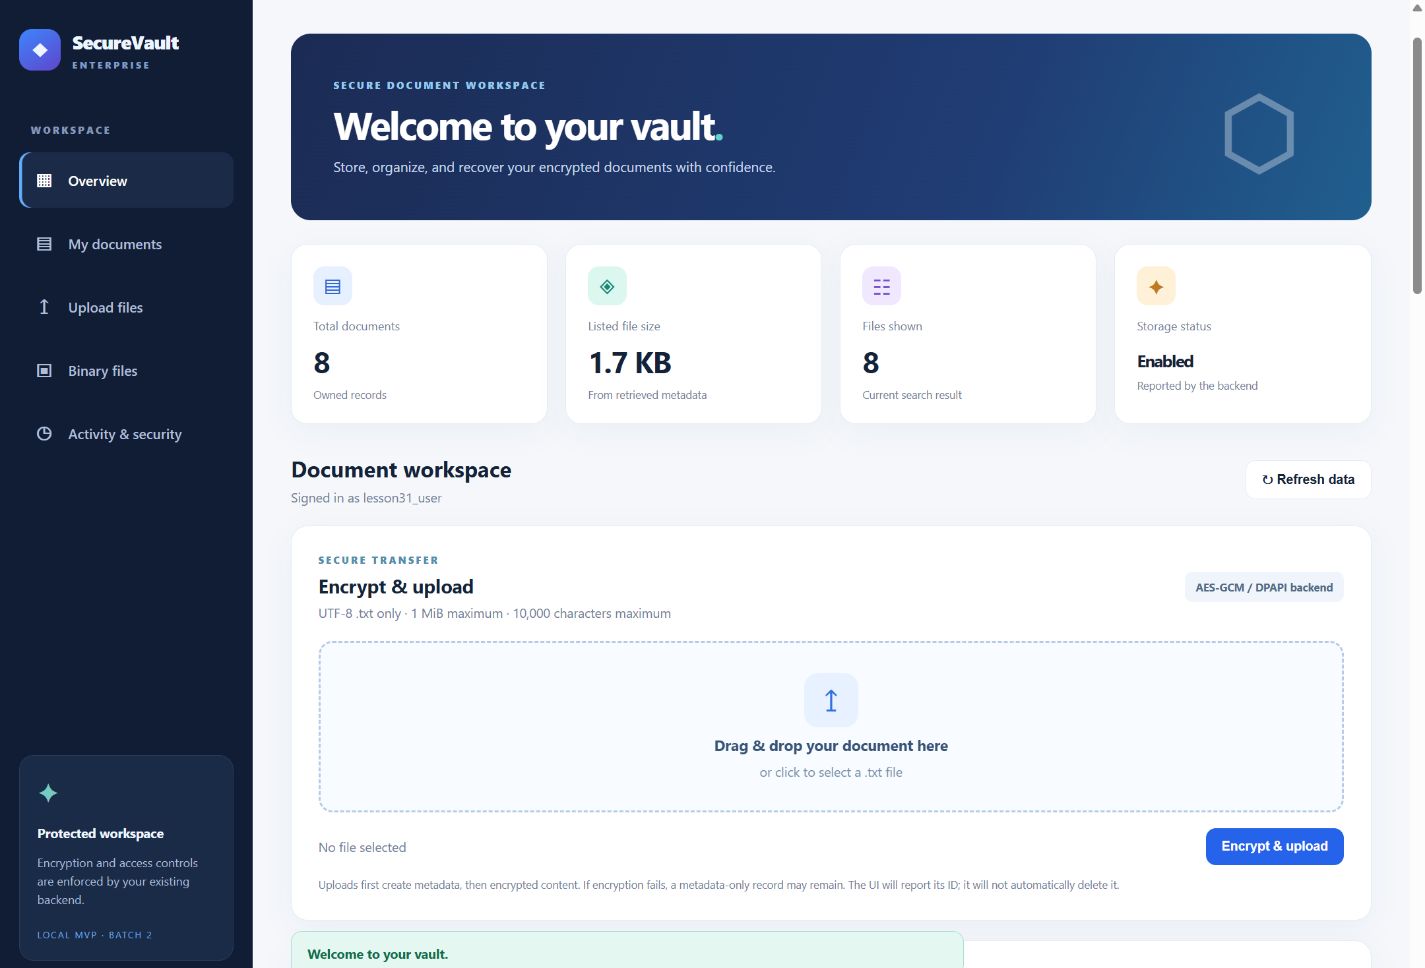 SecureVault
ENTERPRISE
WORKSPACE
Overview
My documents
Upload files
Binary files
Activity & security
Protected workspace
Encryption and access controls
are enforced by your existing
backend.
LOCAL MVP · BATCH 2
SECURE DOCUMENT WORKSPACE
Welcome to your vault.
Store, organize, and recover your encrypted documents with confidence.
Total documents
8
Owned records
Listed file size
1.7 KB
From retrieved metadata
Files shown
8
Current search result
Storage status
Enabled
Reported by the backend
Document workspace
Signed in as lesson31_user
↻ Refresh data
SECURE TRANSFER
Encrypt & upload
UTF-8 .txt only · 1 MiB maximum · 10,000 characters maximum
AES-GCM / DPAPI backend
Drag & drop your document here
or click to select a .txt file
No file selected
Encrypt & upload
Uploads first create metadata, then encrypted content. If encryption fails, a metadata-only record may remain. The UI will report its ID; it will not automatically delete it.
Welcome to your vault.